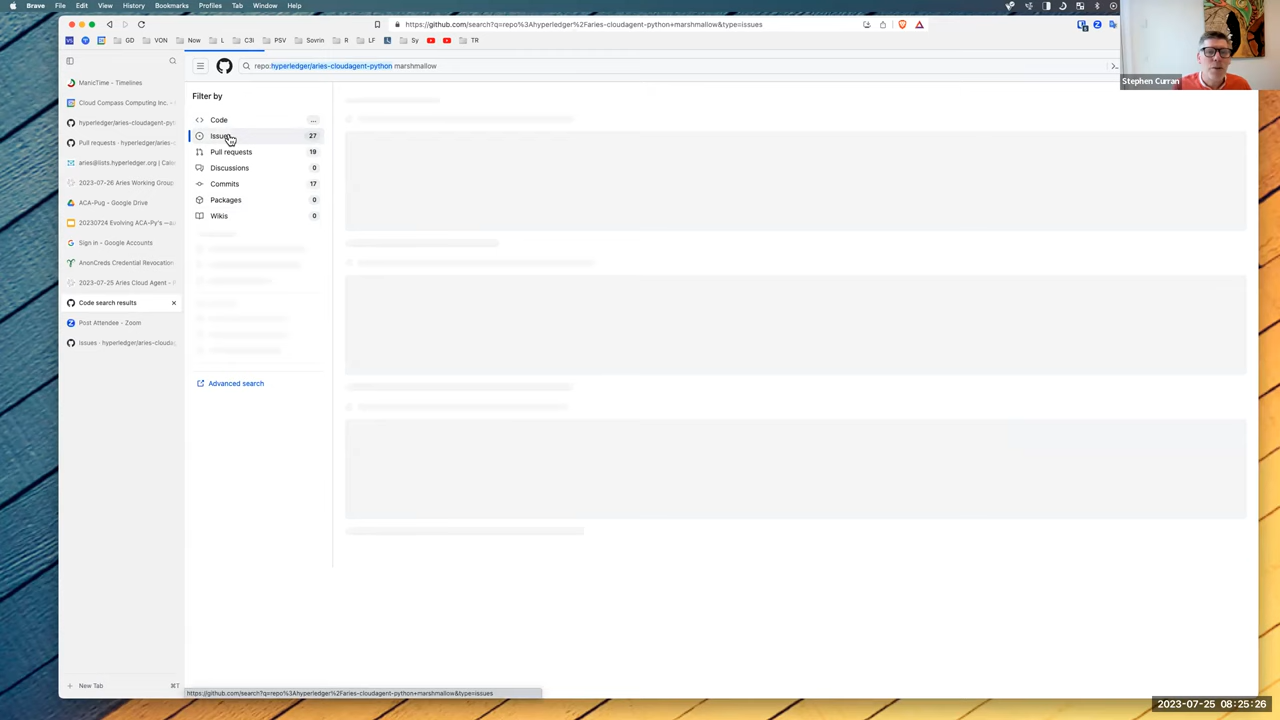 Brave File Edit View History Bookmarks Profiles Tab Window Help
https://github.com/search?q=repo%3Ahyperledger%2Faries-cloudagent-python+marshmallow&type=issues
GD VON Now L C3I PSV Sovrin R LF Sy TR
repo:hyperledger/aries-cloudagent-python marshmallow
Stephen Curran
ManicTime – Timelines
Cloud Compass Computing Inc. -
hyperledger/aries-cloudagent-pyt
Pull requests · hyperledger/aries-c
aries@lists.hyperledger.org | Cale
2023-07-26 Aries Working Group
ACA-Pug – Google Drive
20230724 Evolving ACA-Py's —
Sign in – Google Accounts
AnonCreds Credential Revocation
2023-07-25 Aries Cloud Agent - P
Code search results
Post Attendee - Zoom
Issues · hyperledger/aries-clouda
New Tab ⌘T
Filter by
Code ...
Issues 27
Pull requests 19
Discussions 0
Commits 17
Packages 0
Wikis 0
Advanced search
https://github.com/search?q=repo%3Ahyperledger%2Faries-cloudagent-python+marshmallow&type=issues
2023-07-25 08:25:26